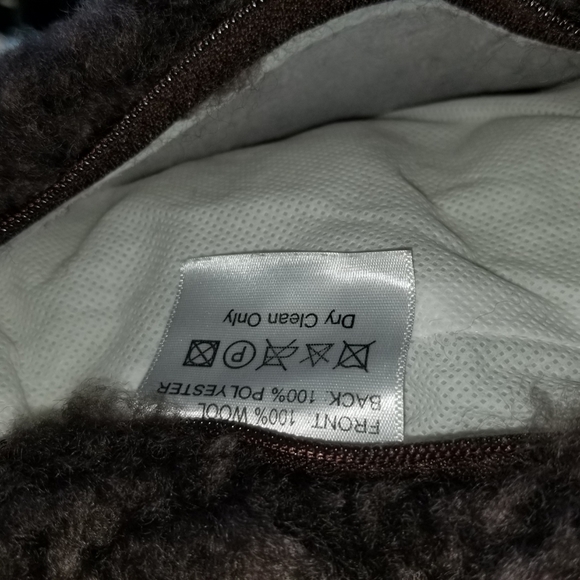 FRONT 100% WOOL
BACK: 100% POLYESTER
P
Dry Clean Only